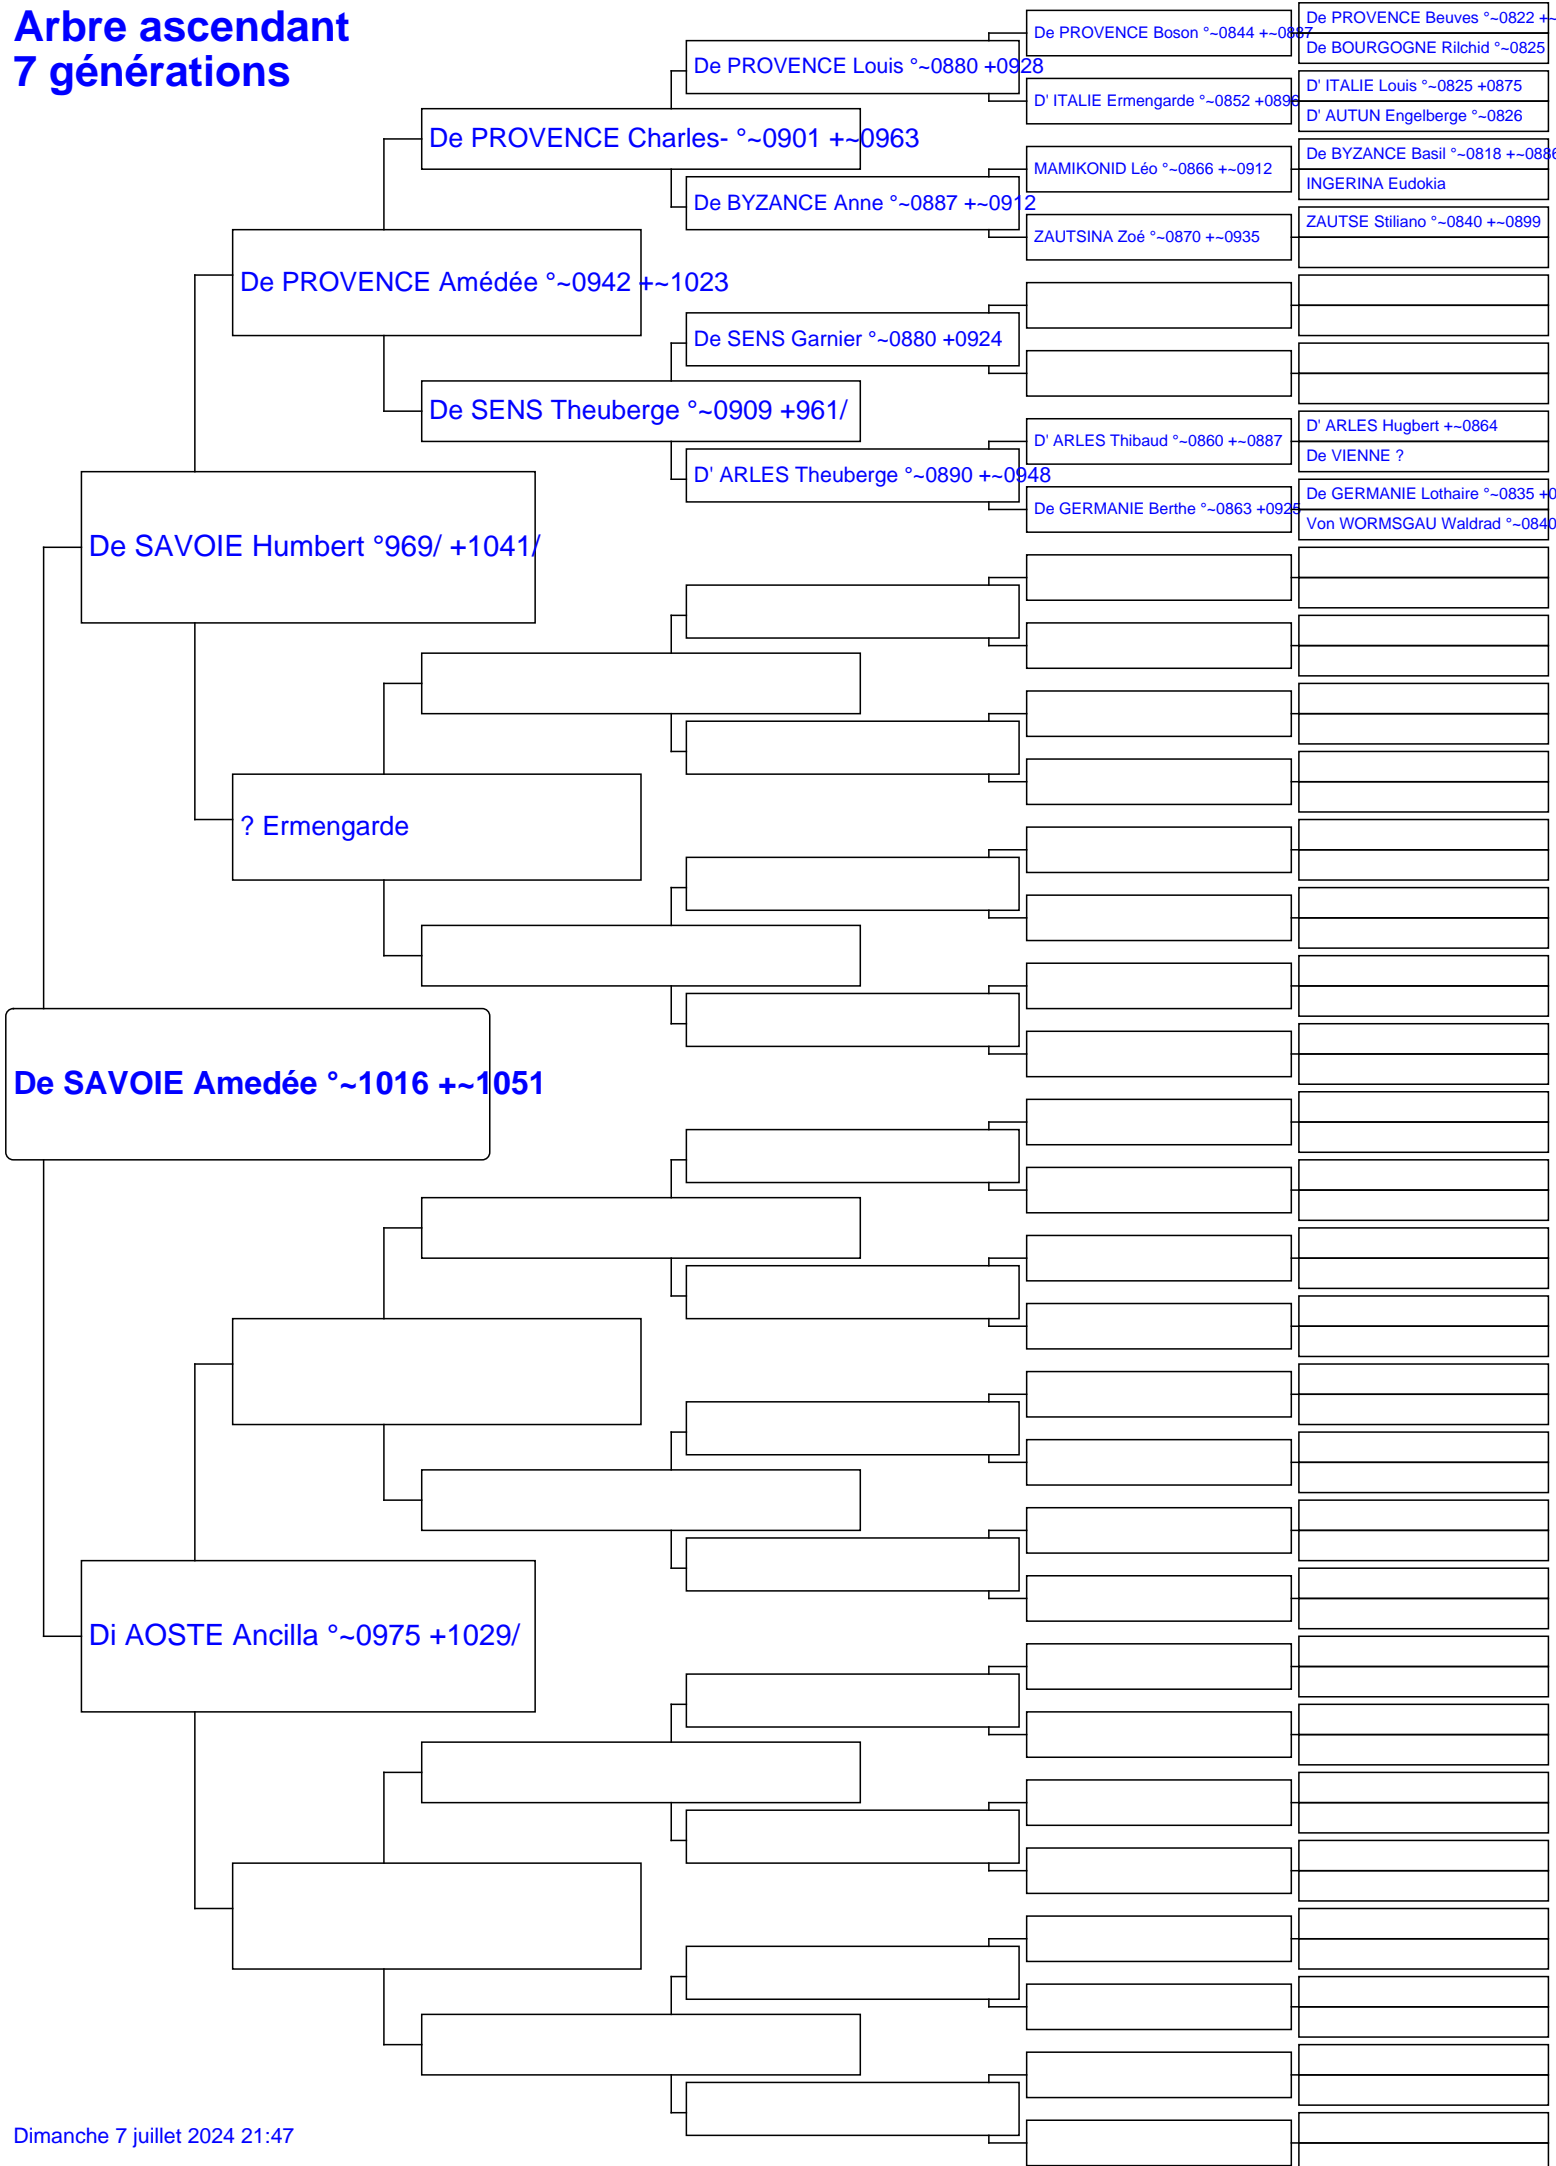 Arbre ascendant
7 générations
De PROVENCE Boson °~0844 +~0887
De PROVENCE Beuves °~0822 +~
De BOURGOGNE Rilchid °~0825
De PROVENCE Louis °~0880 +0928
D' ITALIE Ermengarde °~0852 +0896
D' ITALIE Louis °~0825 +0875
D' AUTUN Engelberge °~0826
De PROVENCE Charles- °~0901 +~0963
MAMIKONID Léo °~0866 +~0912
De BYZANCE Basil °~0818 +~0886
INGERINA Eudokia
De BYZANCE Anne °~0887 +~0912
ZAUTSINA Zoé °~0870 +~0935
ZAUTSE Stiliano °~0840 +~0899
De PROVENCE Amédée °~0942 +~1023
De SENS Garnier °~0880 +0924
De SENS Theuberge °~0909 +961/
D' ARLES Thibaud °~0860 +~0887
D' ARLES Hugbert +~0864
De VIENNE ?
D' ARLES Theuberge °~0890 +~0948
De GERMANIE Berthe °~0863 +0925
De GERMANIE Lothaire °~0835 +0
Von WORMSGAU Waldrad °~0840
De SAVOIE Humbert °969/ +1041/
? Ermengarde
De SAVOIE Amedée °~1016 +~1051
Di AOSTE Ancilla °~0975 +1029/
Dimanche 7 juillet 2024 21:47